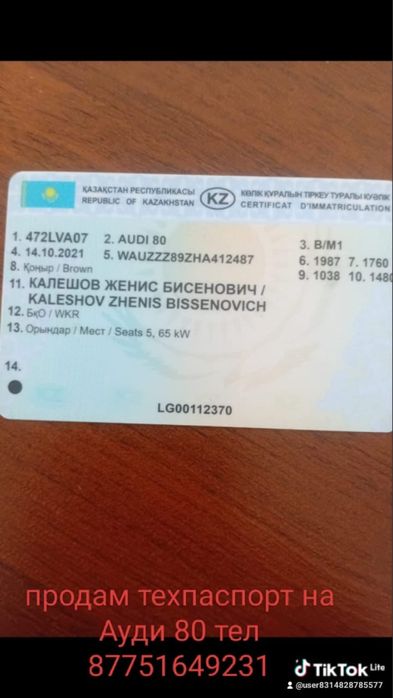 ҚАЗАҚСТАН РЕСПУБЛИКАСЫ
REPUBLIC OF KAZAKHSTAN
KZ
КӨЛІК ҚҰРАЛЫН ТІРКЕУ ТУРАЛЫ КУӘЛІК
CERTIFICAT D'IMMATRICULATION
1. 472LVA07 2. AUDI 80 3. B/M1
4. 14.10.2021 5. WAUZZZ89ZHA412487 6. 1987 7. 1760
8. Қоңыр / Brown 9. 1038 10. 1480
11. КАЛЕШОВ ЖЕНИС БИСЕНОВИЧ /
KALESHOV ZHENIS BISSENOVICH
12. БҚО / WKR
13. Орындар / Мест / Seats 5, 65 kW
14.
LG00112370
продам техпаспорт на
Ауди 80 тел
87751649231
TikTok Lite
@user8314828785577